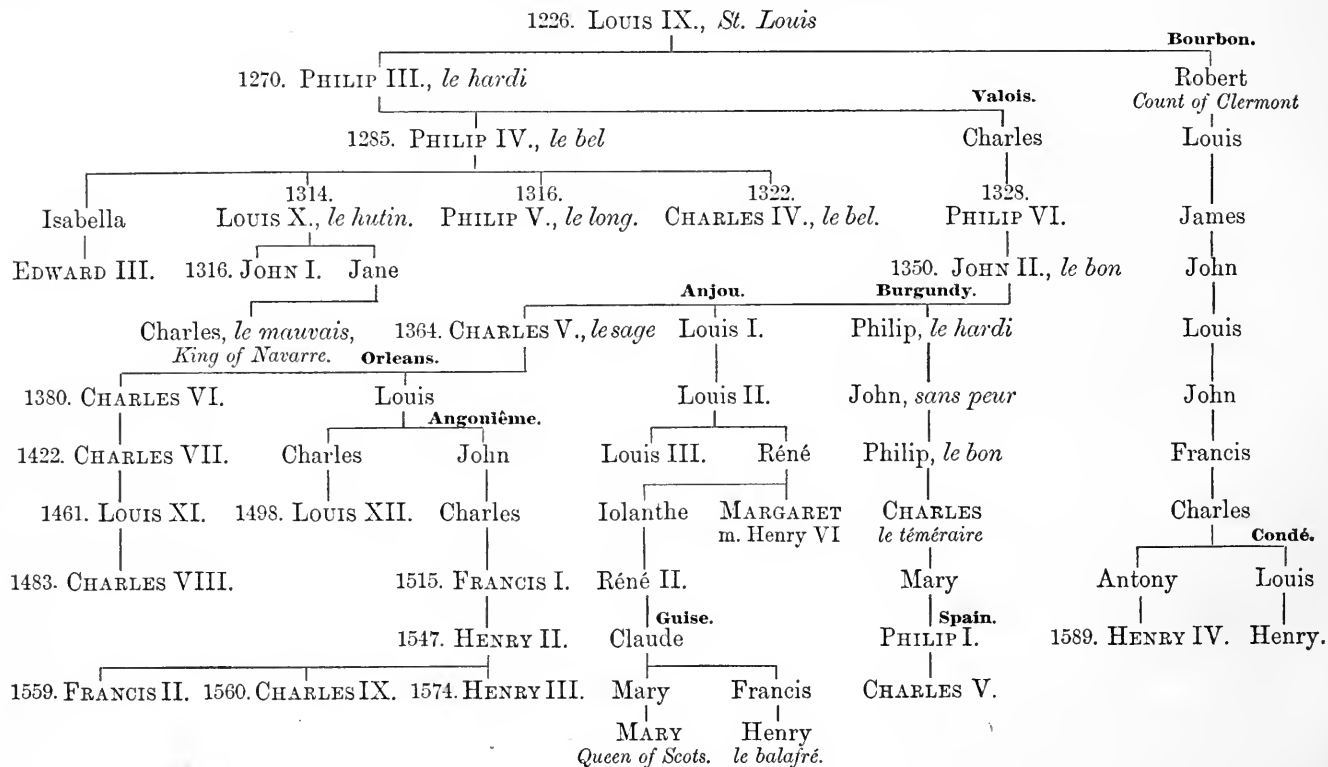 1226. LOUIS IX., St. Louis
Bourbon.
1270. PHILIP III., le hardi
Robert
Count of Clermont
Valois.
1285. PHILIP IV., le bel
Charles
Louis
1314.
1316.
1322.
1328.
Isabella
LOUIS X., le hutin.
PHILIP V., le long.
CHARLES IV., le bel.
PHILIP VI.
James
EDWARD III.
1316. JOHN I.
Jane
1350. JOHN II., le bon
John
Anjou.
Burgundy.
Charles, le mauvais,
King of Navarre.
1364. CHARLES V., le sage
Louis I.
Philip, le hardi
Louis
Orleans.
1380. CHARLES VI.
Louis
Louis II.
John, sans peur
John
Angoniême.
1422. CHARLES VII.
Charles
John
Louis III.
Réné
Philip, le bon
Francis
1461. LOUIS XI.
1498. LOUIS XII.
Charles
Iolanthe
MARGARET
m. Henry VI
CHARLES
le téméraire
Charles
Condé.
1483. CHARLES VIII.
1515. FRANCIS I.
Réné II.
Mary
Antony
Louis
Guise.
Spain.
1547. HENRY II.
Claude
PHILIP I.
1589. HENRY IV.
Henry.
1559. FRANCIS II.
1560. CHARLES IX.
1574. HENRY III.
Mary
Francis
CHARLES V.
MARY
Queen of Scots.
Henry
le balafré.